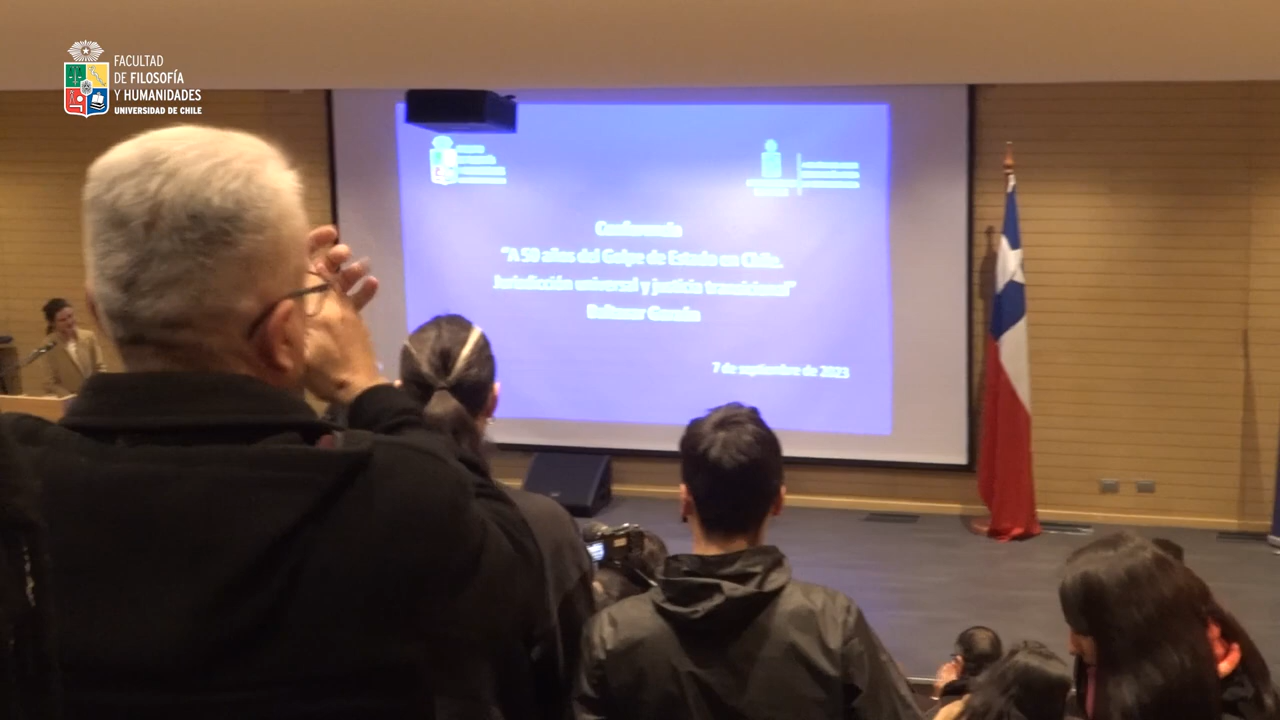 FACULTAD
DE FILOSOFÍA
Y HUMANIDADES
UNIVERSIDAD DE CHILE
Conferencia
"A 50 años del Golpe de Estado en Chile.
Jurisdicción universal y justicia transicional"
Baltasar Garzón
7 de septiembre de 2023